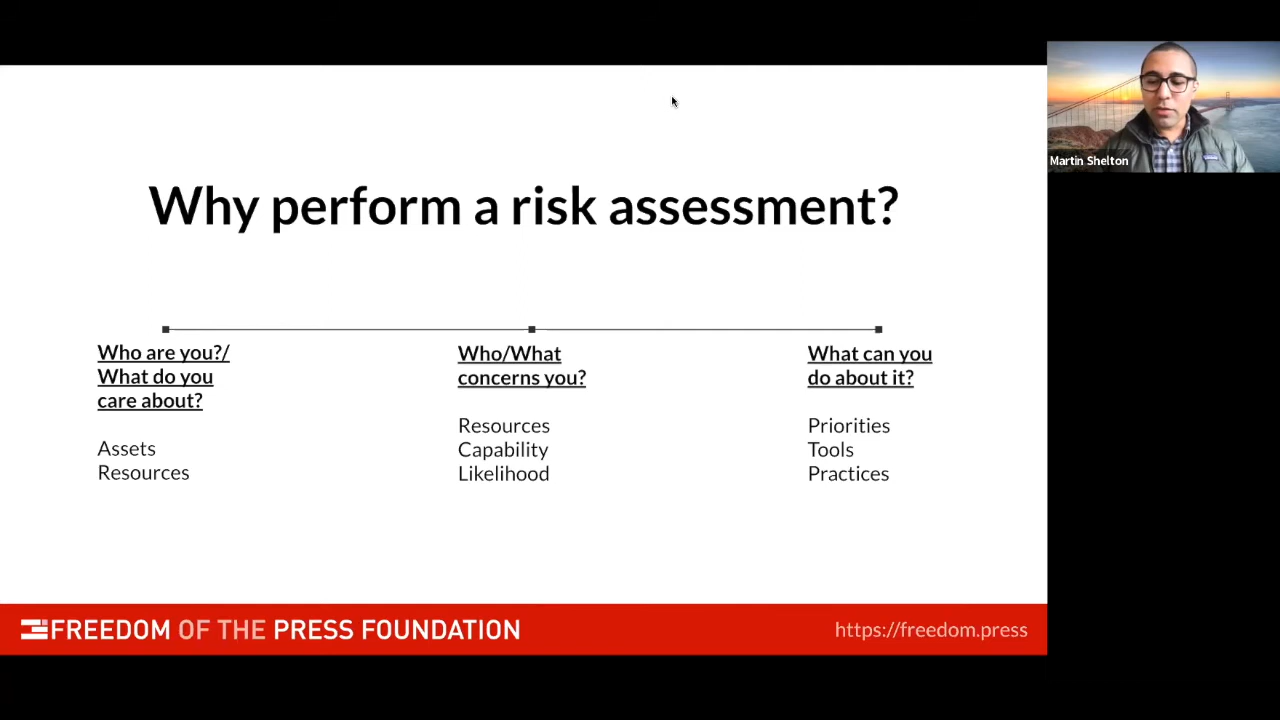 Why perform a risk assessment?
Who are you?/
What do you
care about?
Assets
Resources
Who/What
concerns you?
Resources
Capability
Likelihood
What can you
do about it?
Priorities
Tools
Practices
FREEDOM OF THE PRESS FOUNDATION
https://freedom.press
Martin Shelton